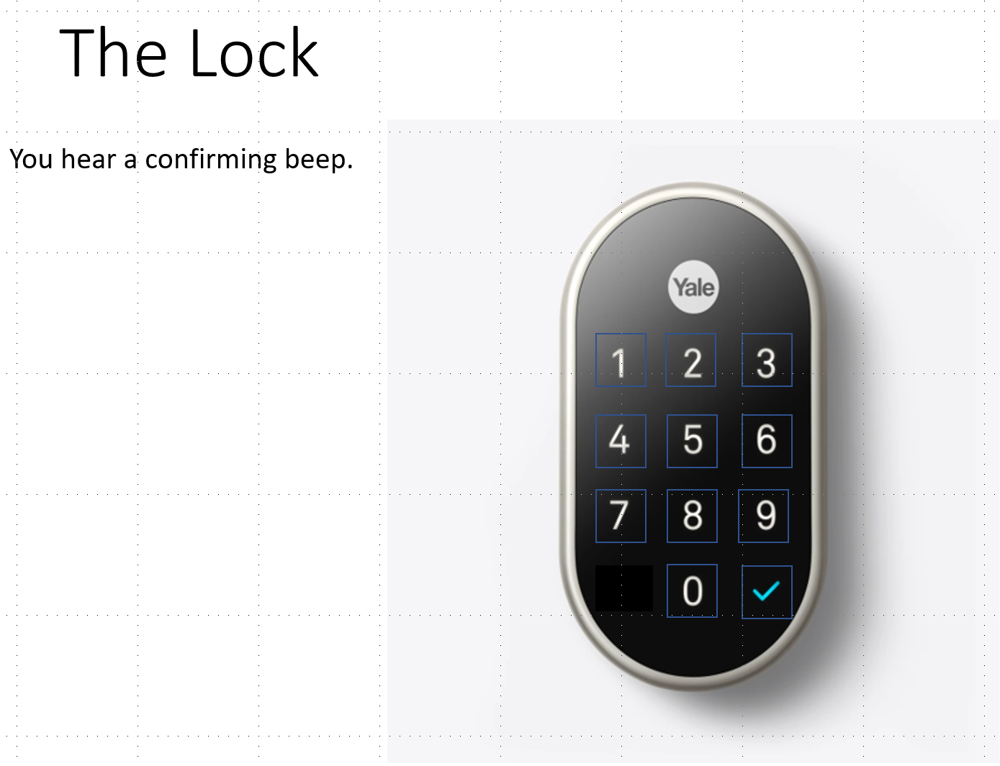 The Lock
You hear a confirming beep.
Yale
1 2 3
4 5 6
7 8 9
0